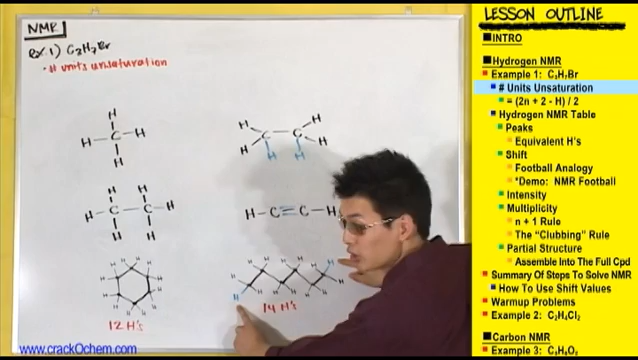 NMR
ex. 1) C3H7Br
- # units unsaturation
H
H C H
H
H H
C C
H H
H H
H H
H C C H
H H
H-C≡C-H
12 H's
14 H's
www.crackOchem.com
LESSON OUTLINE
INTRO
Hydrogen NMR
Example 1: C3H7Br
# Units Unsaturation
= (2n + 2 - H) / 2
Hydrogen NMR Table
Peaks
Equivalent H's
Shift
Football Analogy
*Demo: NMR Football
Intensity
Multiplicity
n + 1 Rule
The "Clubbing" Rule
Partial Structure
Assemble Into The Full Cpd
Summary Of Steps To Solve NMR
How To Use Shift Values
Warmup Problems
Example 2: C2H4Cl2
Carbon NMR